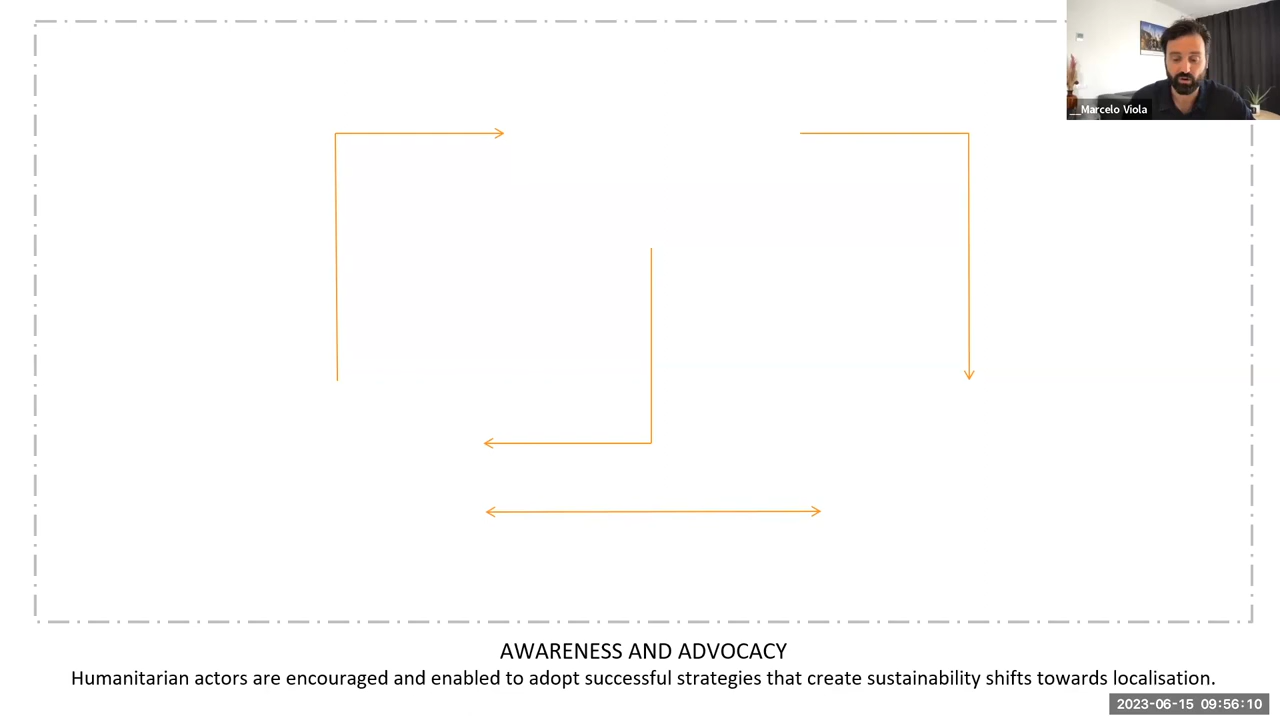 Marcelo Viola
AWARENESS AND ADVOCACY
Humanitarian actors are encouraged and enabled to adopt successful strategies that create sustainability shifts towards localisation.
2023-06-15 09:56:10